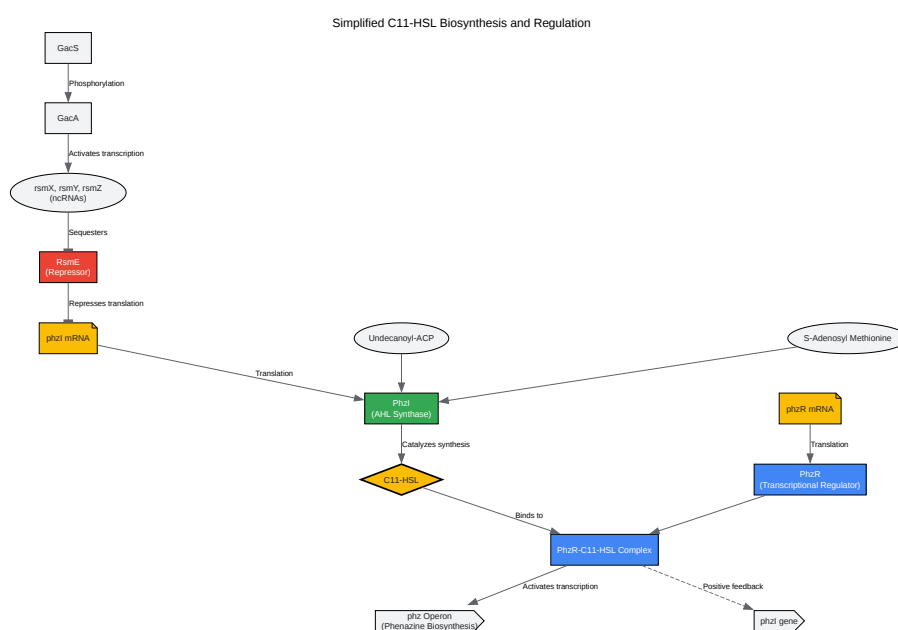 Simplified C11-HSL Biosynthesis and Regulation
GacS
Phosphorylation
GacA
Activates transcription
rsmX, rsmY, rsmZ
(ncRNAs)
Sequesters
RsmE
(Repressor)
Represses translation
phzI mRNA
Undecanoyl-ACP
S-Adenosyl Methionine
Translation
PhzI
(AHL Synthase)
phzR mRNA
Catalyzes synthesis
Translation
C11-HSL
PhzR
(Transcriptional Regulator)
Binds to
PhzR-C11-HSL Complex
Activates transcription
Positive feedback
phz Operon
(Phenazine Biosynthesis)
phzI gene